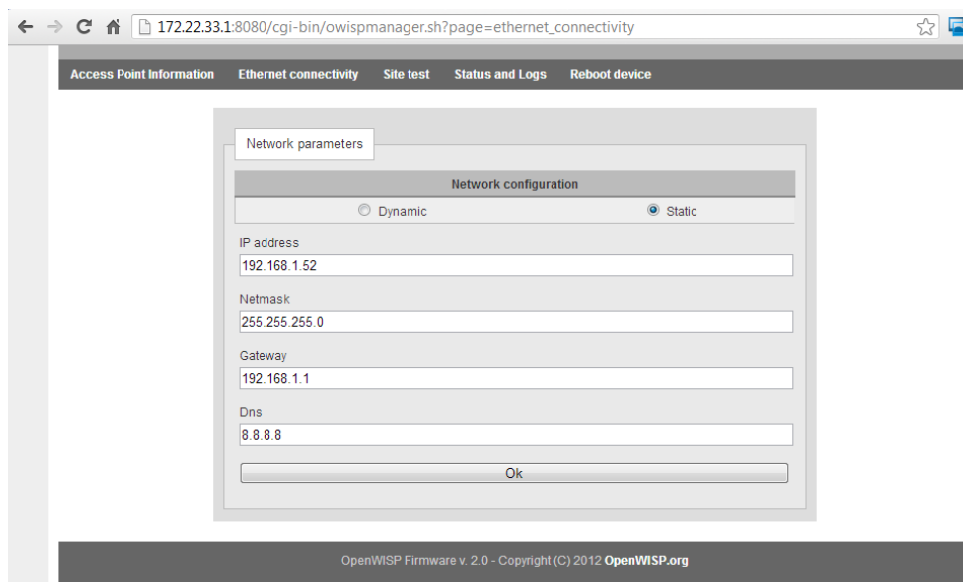 172.22.33.1:8080/cgi-bin/owispmanager.sh?page=ethernet_connectivity
Access Point Information Ethernet connectivity Site test Status and Logs Reboot device
Network parameters
Network configuration
Dynamic Static
IP address
192.168.1.52
Netmask
255.255.255.0
Gateway
192.168.1.1
Dns
8.8.8.8
Ok
OpenWISP Firmware v. 2.0 - Copyright (C) 2012 OpenWISP.org